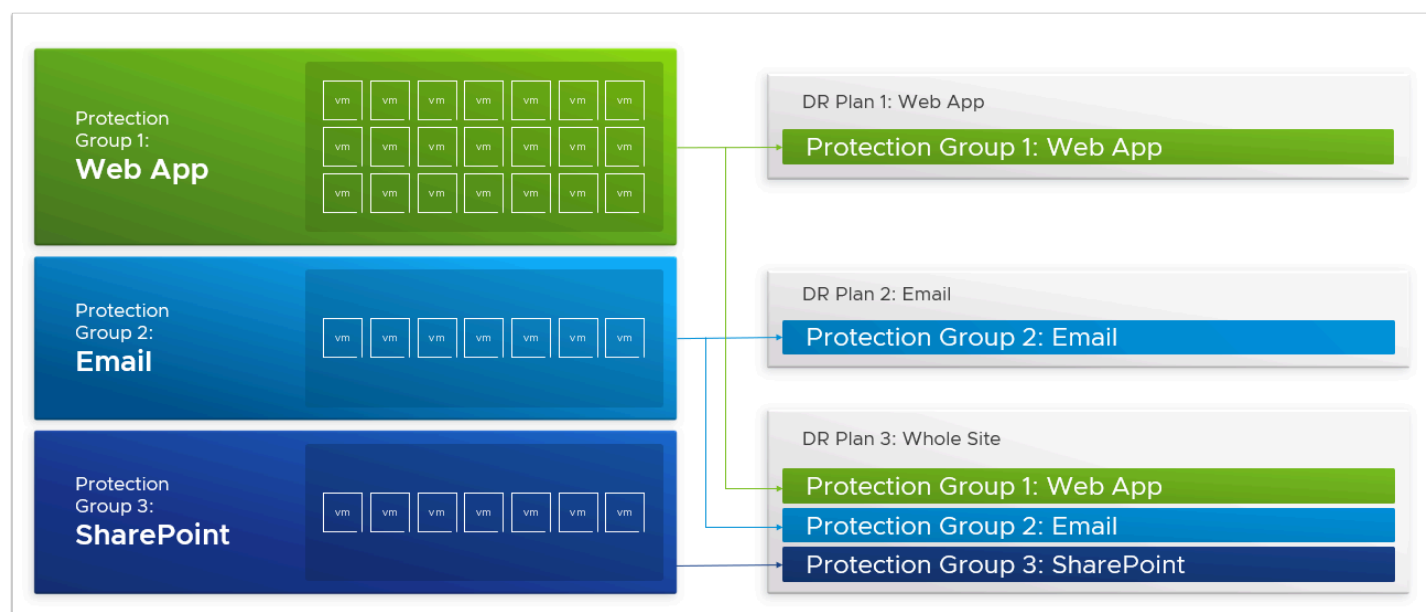 Protection
Group 1:
Web App
vm vm vm vm vm vm vm
vm vm vm vm vm vm vm
vm vm vm vm vm vm vm
DR Plan 1: Web App
Protection Group 1: Web App
Protection
Group 2:
Email
vm vm vm vm vm vm vm
DR Plan 2: Email
Protection Group 2: Email
Protection
Group 3:
SharePoint
vm vm vm vm vm vm vm
DR Plan 3: Whole Site
Protection Group 1: Web App
Protection Group 2: Email
Protection Group 3: SharePoint